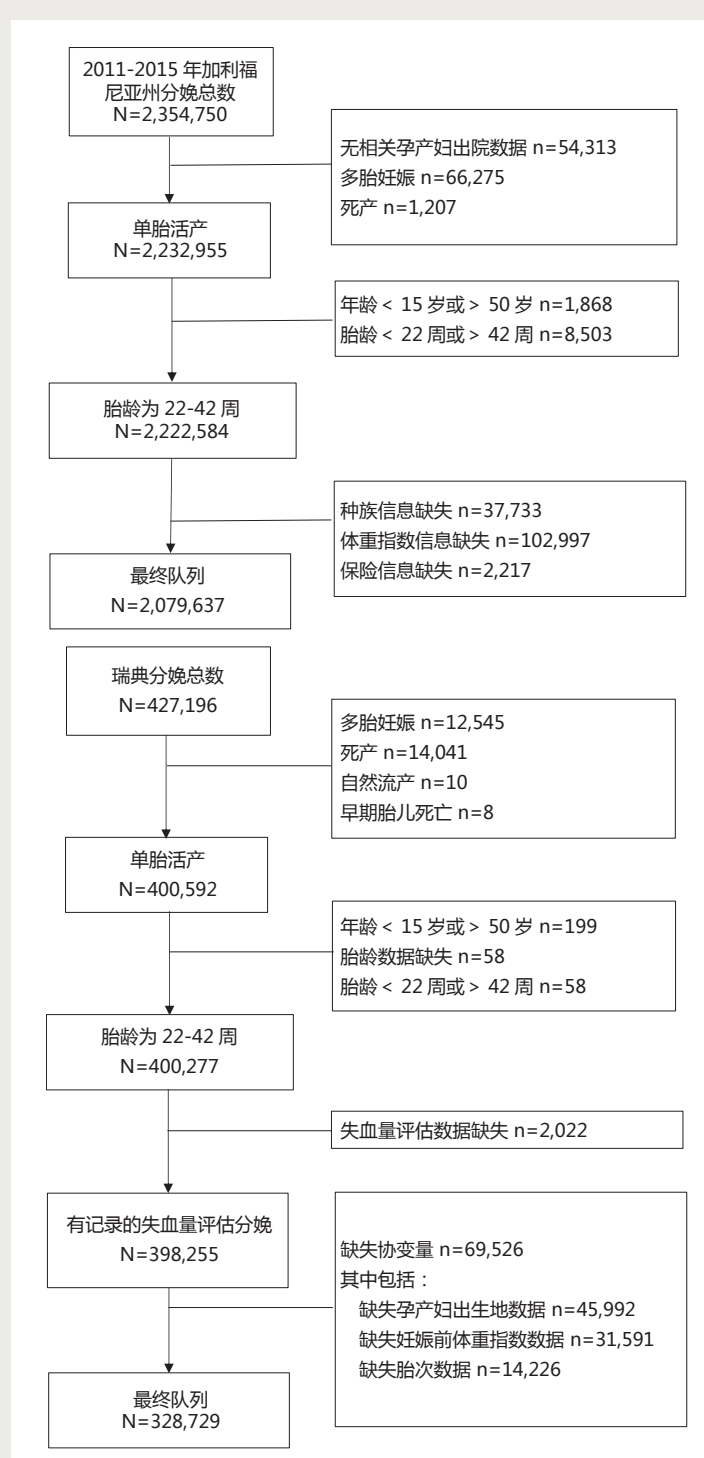 2011-2015 年加利福
尼亚州分娩总数
N=2,354,750
无相关孕产妇出院数据 n=54,313
多胎妊娠 n=66,275
死产 n=1,207
单胎活产
N=2,232,955
年龄 < 15 岁或 > 50 岁 n=1,868
胎龄 < 22 周或 > 42 周 n=8,503
胎龄为 22-42 周
N=2,222,584
种族信息缺失 n=37,733
体重指数信息缺失 n=102,997
保险信息缺失 n=2,217
最终队列
N=2,079,637
瑞典分娩总数
N=427,196
多胎妊娠 n=12,545
死产 n=14,041
自然流产 n=10
早期胎儿死亡 n=8
单胎活产
N=400,592
年龄 < 15 岁或 > 50 岁 n=199
胎龄数据缺失 n=58
胎龄 < 22 周或 > 42 周 n=58
胎龄为 22-42 周
N=400,277
失血量评估数据缺失 n=2,022
有记录的失血量评估分娩
N=398,255
缺失协变量 n=69,526
其中包括：
缺失孕产妇出生地数据 n=45,992
缺失妊娠前体重指数数据 n=31,591
缺失胎次数据 n=14,226
最终队列
N=328,729